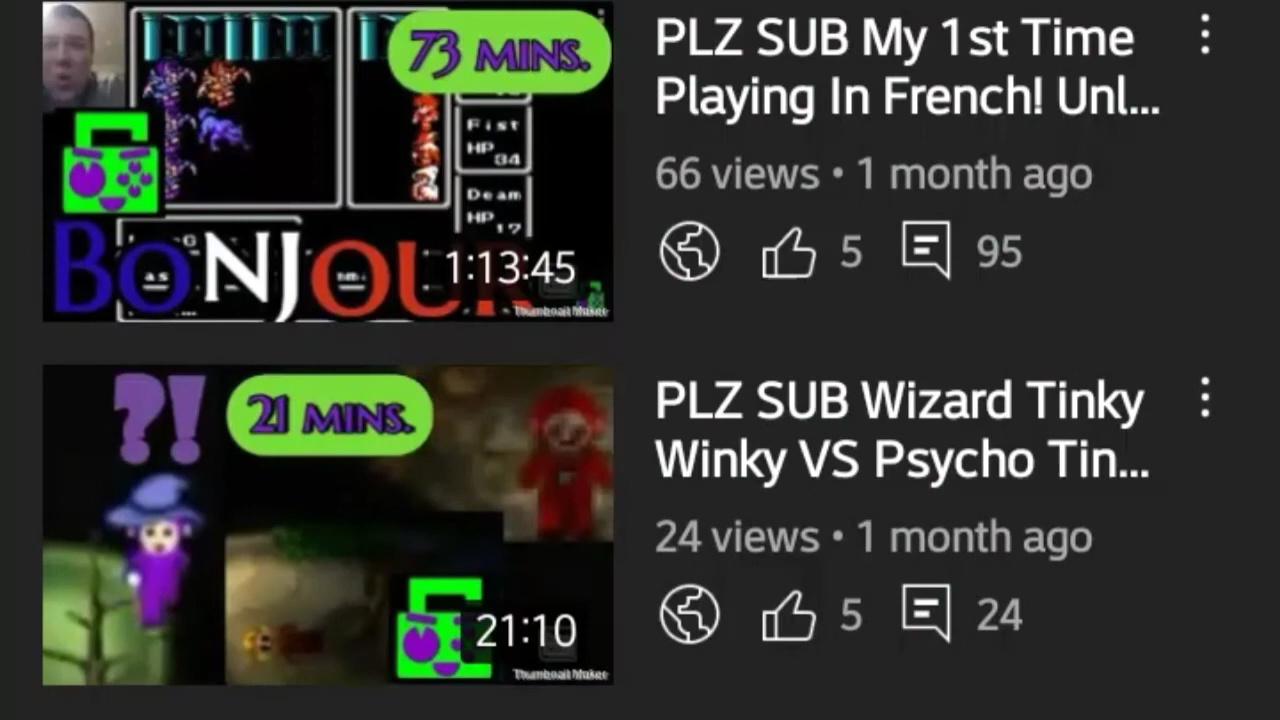 73 MINS.
Fist
HP
34
Deam
HP
17
as
BONJOUR
1:13:45
Thumbnail Maker
PLZ SUB My 1st Time
Playing In French! Unl...
66 views • 1 month ago
5
95
?!
21 MINS.
21:10
Thumbnail Maker
PLZ SUB Wizard Tinky
Winky VS Psycho Tin...
24 views • 1 month ago
5
24